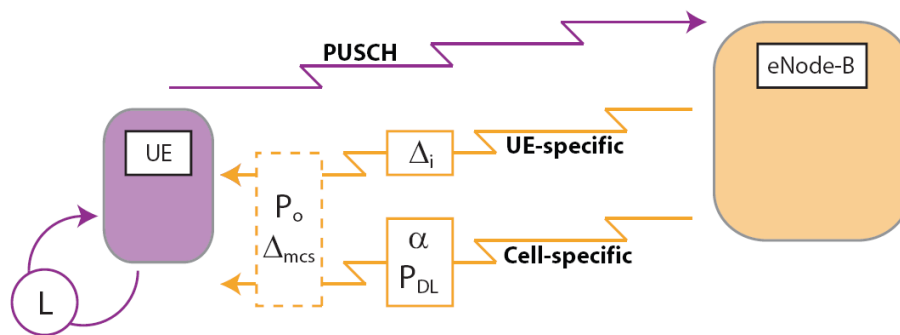 PUSCH
eNode-B
UE
Δi
UE-specific
Po
Δmcs
α
PDL
Cell-specific
L